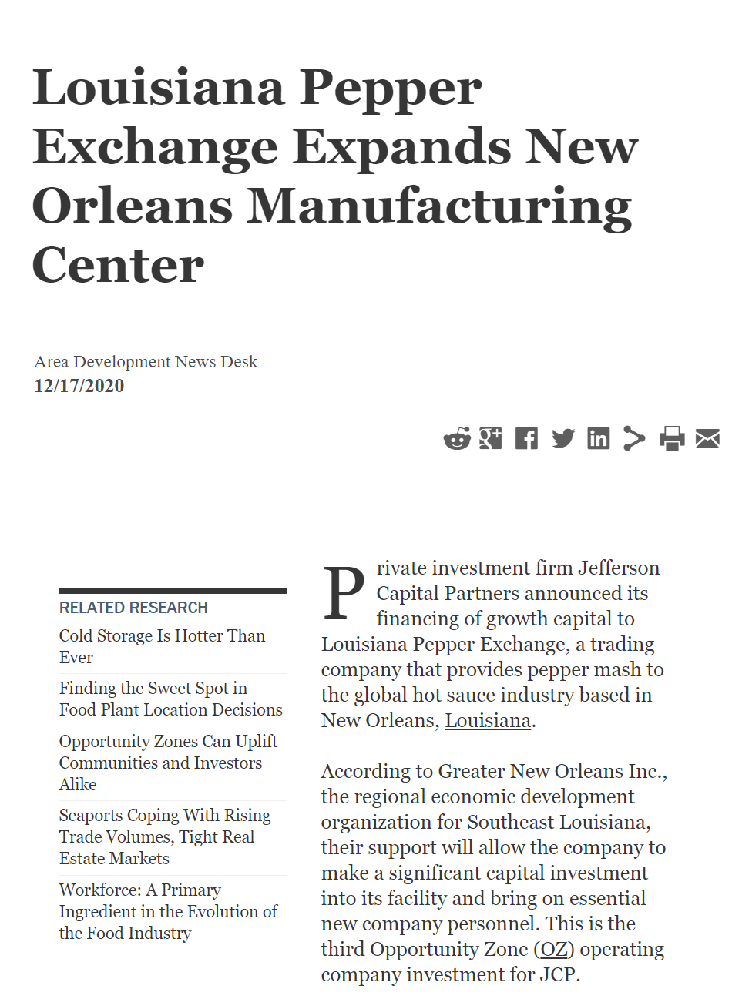 Louisiana Pepper
Exchange Expands New
Orleans Manufacturing
Center
Area Development News Desk
12/17/2020
RELATED RESEARCH
Cold Storage Is Hotter Than
Ever
Finding the Sweet Spot in
Food Plant Location Decisions
Opportunity Zones Can Uplift
Communities and Investors
Alike
Seaports Coping With Rising
Trade Volumes, Tight Real
Estate Markets
Workforce: A Primary
Ingredient in the Evolution of
the Food Industry
Private investment firm Jefferson
Capital Partners announced its
financing of growth capital to
Louisiana Pepper Exchange, a trading
company that provides pepper mash to
the global hot sauce industry based in
New Orleans, Louisiana.
According to Greater New Orleans Inc.,
the regional economic development
organization for Southeast Louisiana,
their support will allow the company to
make a significant capital investment
into its facility and bring on essential
new company personnel. This is the
third Opportunity Zone (OZ) operating
company investment for JCP.